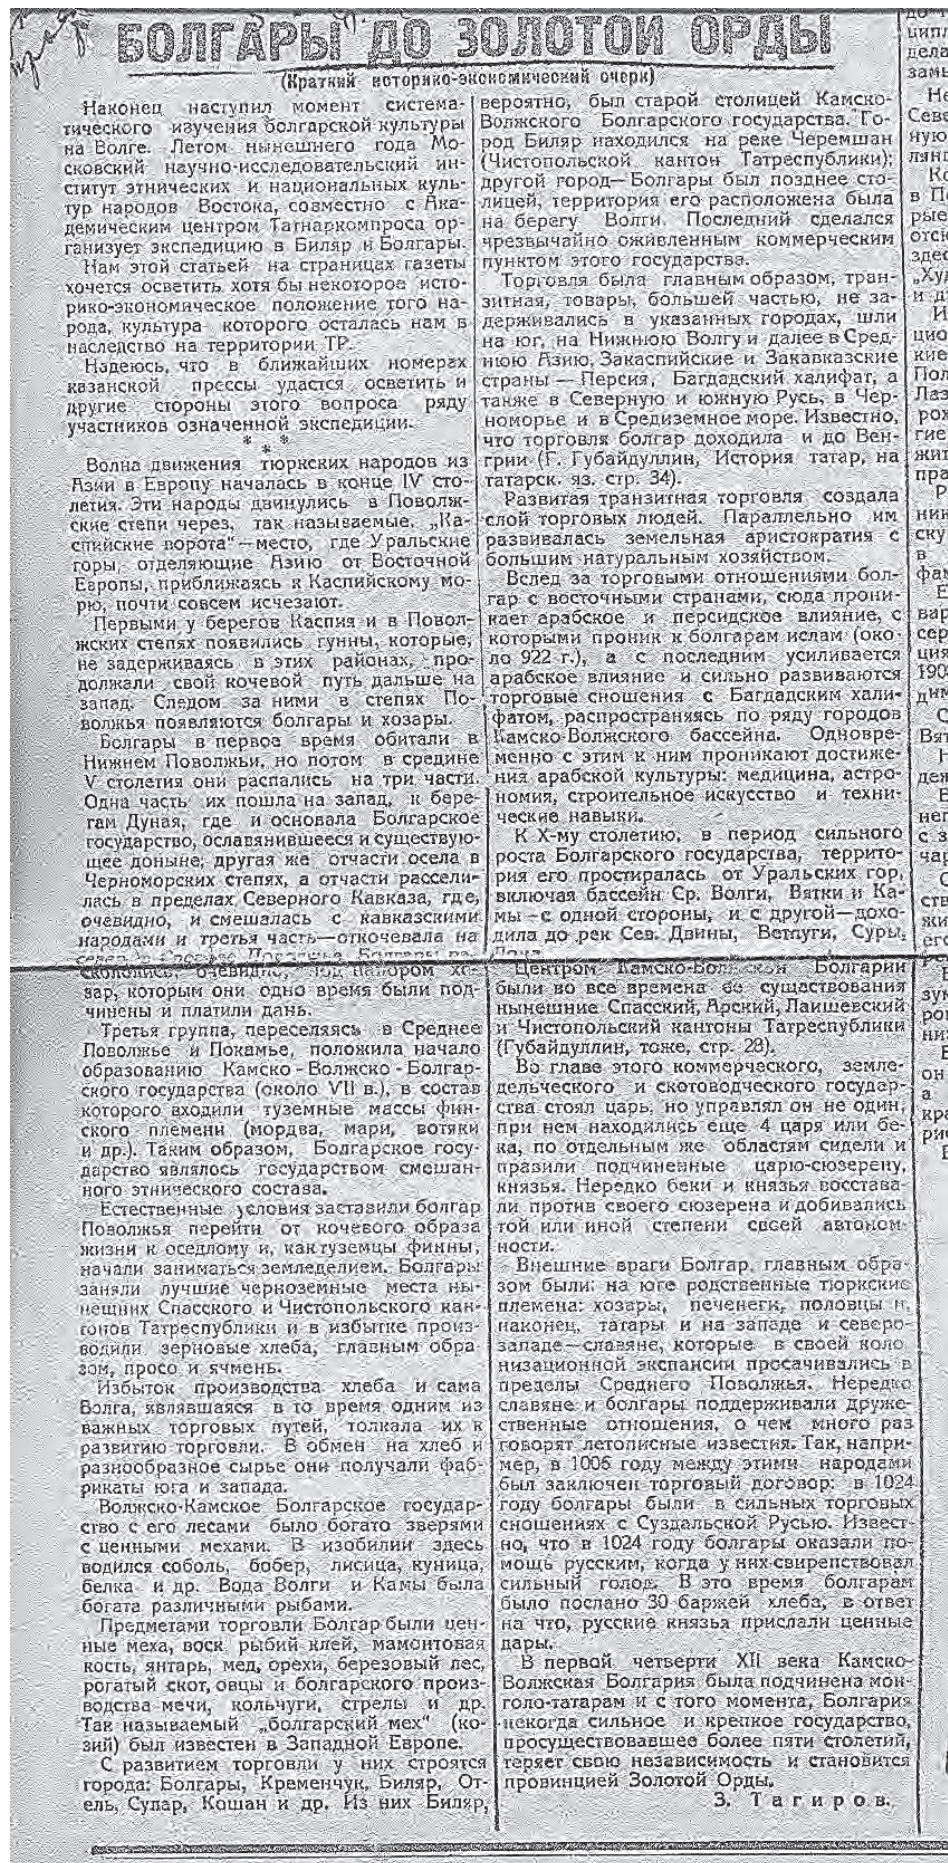 БОЛГАРЫ ДО ЗОЛОТОЙ ОРДЫ
(Краткий историко-экономический очерк)
Наконец наступил момент система-
тического изучения болгарской культуры
на Волге. Летом нынешнего года Мо-
сковский научно-исследовательский ин-
ститут этнических и национальных куль-
тур народов Востока, совместно с Ака-
демическим центром Татнаркомпроса ор-
ганизует экспедицию в Биляр и Болгары.
Нам этой статьей на страницах газеты
хочется осветить хотя бы некоторое исто-
рико-экономическое положение того на-
рода, культура которого осталась нам в
наследство на территории ТР.
Надеюсь, что в ближайших номерах
казанской прессы удастся осветить и
другие стороны этого вопроса ряду
участников означенной экспедиции.
* * *
Волна движения тюркских народов из
Азии в Европу началась в конце IV сто-
летия. Эти народы двинулись в Поволж-
ские степи через, так называемые, „Кас-
пийские ворота“—место, где Уральские
горы, отделяющие Азию от Восточной
Европы, приближаясь к Каспийскому мо-
рю, почти совсем исчезают.
Первыми у берегов Каспия и в Повол-
жских степях появились гунны, которые,
не задерживаясь в этих районах, про-
должали свой кочевой путь дальше на
запад. Следом за ними в степях По-
волжья появляются болгары и хозары.
Болгары в первое время обитали в
Нижнем Поволжьи, но потом в средине
V столетия они распались на три части.
Одна часть их пошла на запад, к бере-
гам Дуная, где и основала Болгарское
государство, ославянившееся и существую-
щее доныне; другая же отчасти осела в
Черноморских степях, а отчасти рассели-
лась в пределах Северного Кавказа, где,
очевидно, и смешалась с кавказскими
народами и третья часть—откочевала на
север, в Среднее Поволжье. Болгары ра-
скололись, очевидно, под напором хо-
зар, которым они одно время были под-
чинены и платили дань.
Третья группа, переселяясь в Среднее
Поволжье и Покамье, положила начало
образованию Камско-Волжско-Болгар-
ского государства (около VII в.), в состав
которого входили туземные массы фин-
ского племени (мордва, мари, вотяки
и др.). Таким образом, Болгарское госу-
дарство являлось государством смешан-
ного этнического состава.
Естественные условия заставили болгар
Поволжья перейти от кочевого образа
жизни к оседлому и, как туземцы финны,
начали заниматься земледелием. Болгары
заняли лучшие черноземные места ны-
нешних Спасского и Чистопольского кан-
тонов Татреспублики и в избытке произ-
водили зерновые хлеба, главным обра-
зом, просо и ячмень.
Избыток производства хлеба и сама
Волга, являвшаяся в то время одним из
важных торговых путей, толкала их к
развитию торговли. В обмен на хлеб и
разнообразное сырье они получали фаб-
рикаты юга и запада.
Волжско-Камское Болгарское государ-
ство с его лесами было богато зверями
с ценными мехами. В изобилии здесь
водился соболь, бобер, лисица, куница,
белка и др. Вода Волги и Камы была
богата различными рыбами.
Предметами торговли Болгар были цен-
ные меха, воск, рыбий клей, мамонтовая
кость, янтарь, мед, орехи, березовый лес,
рогатый скот, овцы и болгарского произ-
водства мечи, кольчуги, стрелы и др.
Так называемый „болгарский мех“ (ко-
зий) был известен в Западной Европе.
С развитием торговли у них строятся
города: Болгары, Кременчук, Биляр, От-
ель, Сулар, Кошан и др. Из них Биляр,
вероятно, был старой столицей Камско-
Волжского Болгарского государства. Го-
род Биляр находился на реке Черемшан
(Чистопольской кантон Татреспублики);
другой город—Болгары был позднее сто-
лицей, территория его расположена была
на берегу Волги. Последний сделался
чрезвычайно оживленным коммерческим
пунктом этого государства.
Торговля была главным образом, тран-
зитная, товары, большей частью, не за-
держивались в указанных городах, шли
на юг, на Нижнюю Волгу и далее в Сред-
нюю Азию, Закаспийские и Закавказские
страны — Персия, Багдадский халифат, а
также в Северную и южную Русь, в Чер-
номорье и в Средиземное море. Известно,
что торговля болгар доходила и до Вен-
грии (Г. Губайдуллин, История татар, на
татарск. яз. стр. 34).
Развитая транзитная торговля создала
слой торговых людей. Параллельно им
развивалась земельная аристократия с
большим натуральным хозяйством.
Вслед за торговыми отношениями бол-
гар с восточными странами, сюда прони-
кает арабское и персидское влияние, с
которыми проник к болгарам ислам (око-
ло 922 г.), а с последним усиливается
арабское влияние и сильно развиваются
торговые сношения с Багдадским хали-
фатом, распространяясь по ряду городов
Камско-Волжского бассейна. Одновре-
менно с этим к ним проникают достиже-
ния арабской культуры: медицина, астро-
номия, строительное искусство и техни-
ческие навыки.
К X-му столетию, в период сильного
роста Болгарского государства, террито-
рия его простиралась от Уральских гор,
включая бассейн Ср. Волги, Вятки и Ка-
мы—с одной стороны, и с другой—дохо-
дила до рек Сев. Двины, Ветлуги, Суры,
Центром Камско-Волжской Болгарии
были во все времена ее существования
нынешние Спасский, Арский, Лаишевский
и Чистопольский кантоны Татреспублики
(Губайдуллин, тоже, стр. 28).
Во главе этого коммерческого, земле-
дельческого и скотоводческого государ-
ства стоял царь, но управлял он не один,
при нем находились еще 4 царя или бе-
ка, по отдельным же областям сидели и
правили подчиненные царю-сюзерену,
князья. Нередко беки и князья восстава-
ли против своего сюзерена и добивались
той или иной степени своей автоном-
ности.
Внешние враги Болгар, главным обра-
зом были: на юге родственные тюркские
племена: хозары, печенеги, половцы и,
наконец, татары и на западе и северо-
западе—славяне, которые в своей коло
низационной экспансии просачивались в
пределы Среднего Поволжья. Нередко
славяне и болгары поддерживали друже-
ственные отношения, о чем много раз
говорят летописные известия. Так, напри-
мер, в 1006 году между этими народами
был заключен торговый договор: в 1024
году болгары были в сильных торговых
сношениях с Суздальской Русью. Извест-
но, что в 1024 году болгары оказали по-
мощь русским, когда у них свирепствовал
сильный голод. В это время болгарам
было послано 30 баржей хлеба, в ответ
на что, русские князья прислали ценные
дары.
В первой четверти XII века Камско-
Волжская Болгария была подчинена мон-
голо-татарам и с того момента, Болгария
некогда сильное и крепкое государство,
просуществовавшее более пяти столетий,
теряет свою независимость и становится
провинцией Золотой Орды.
З. Тагиров.